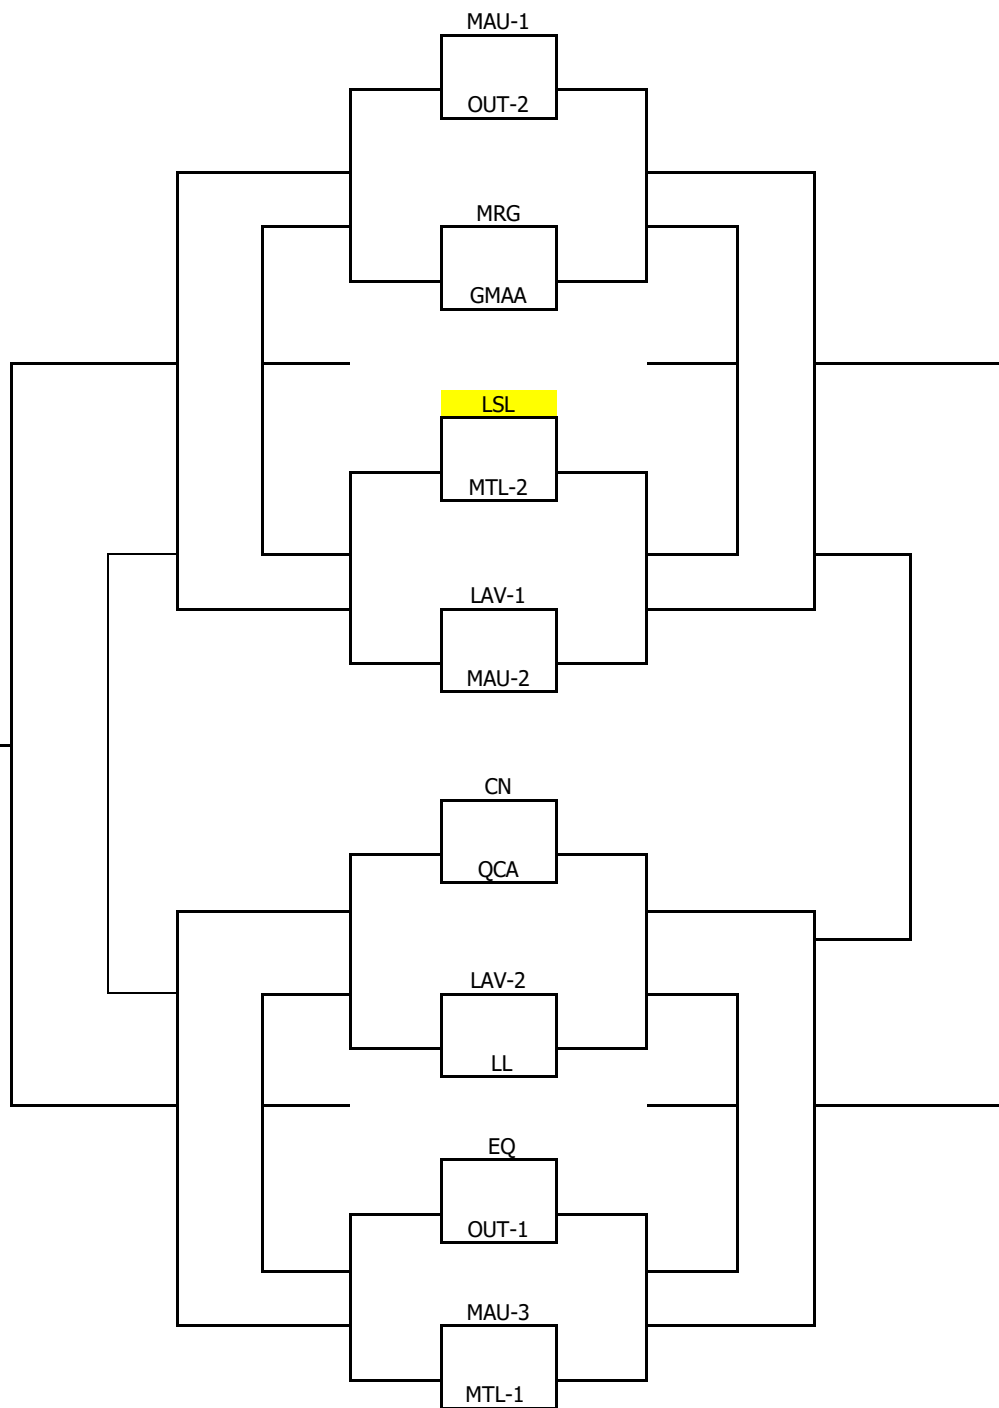 MAU-1
OUT-2
MRG
GMAA
LSL
MTL-2
LAV-1
MAU-2
CN
QCA
LAV-2
LL
EQ
OUT-1
MAU-3
MTL-1